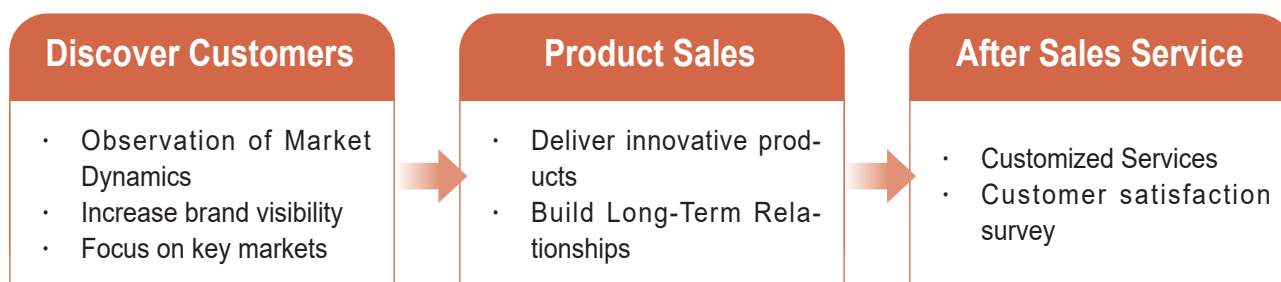 Discover Customers
· Observation of Market
Dynamics
· Increase brand visibility
· Focus on key markets
Product Sales
· Deliver innovative prod-
ucts
· Build Long-Term Rela-
tionships
After Sales Service
· Customized Services
· Customer satisfaction
survey